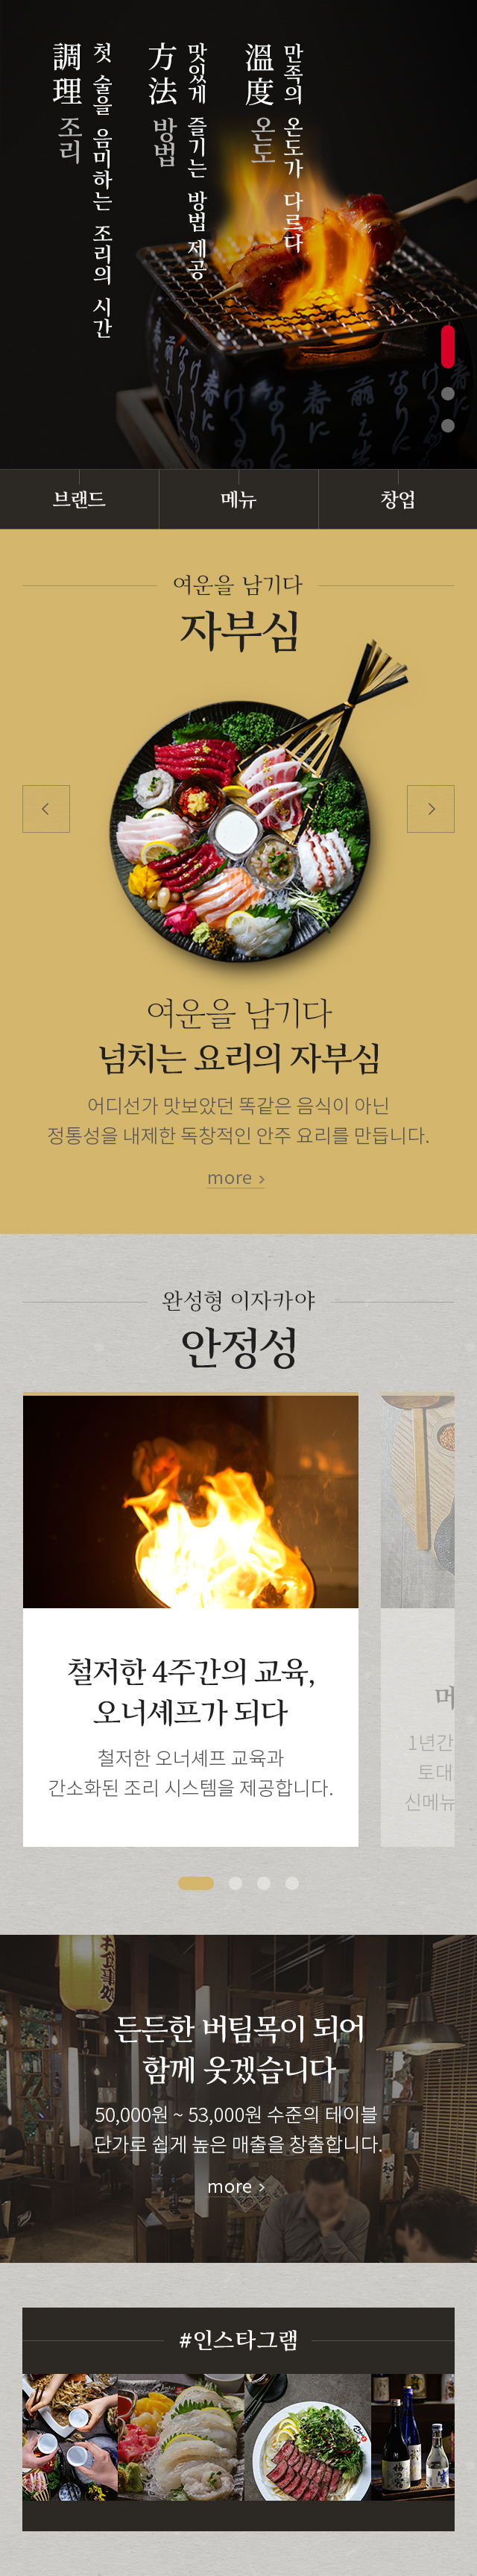 調理 조리
첫 술을 음미하는 조리의 시간
方法 방법
맛있게 즐기는 방법 제공
溫度 온도
만족의 온도가 다르다
브랜드
메뉴
창업
여운을 남기다
자부심
여운을 남기다
넘치는 요리의 자부심
어디선가 맛보았던 똑같은 음식이 아닌
정통성을 내제한 독창적인 안주 요리를 만듭니다.
more >
완성형 이자카야
안정성
철저한 4주간의 교육,
오너셰프가 되다
철저한 오너셰프 교육과
간소화된 조리 시스템을 제공합니다.
1년간
토대
신메뉴
든든한 버팀목이 되어
함께 웃겠습니다
50,000원 ~ 53,000원 수준의 테이블
단가로 쉽게 높은 매출을 창출합니다.
more >
#인스타그램